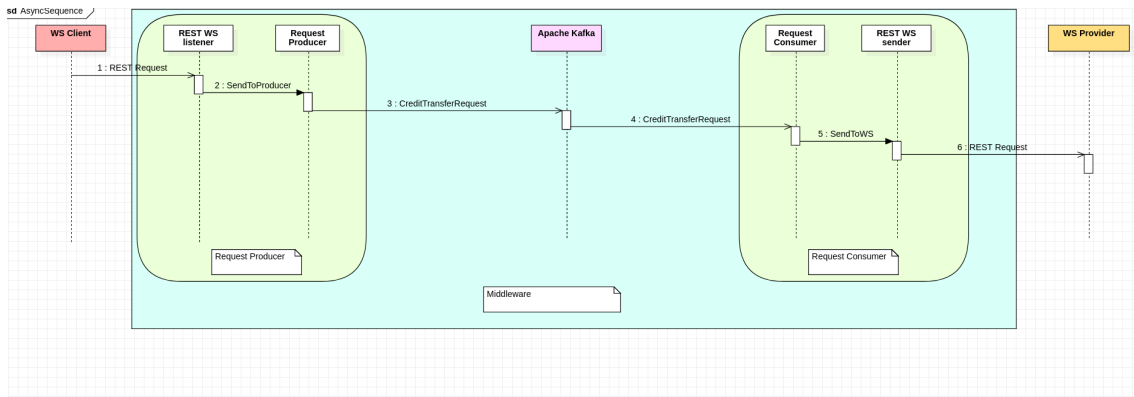 sd AsyncSequence
WS Client
REST WS
listener
Request
Producer
Apache Kafka
Request
Consumer
REST WS
sender
WS Provider
1 : REST Request
2 : SendToProducer
3 : CreditTransferRequest
4 : CreditTransferRequest
5 : SendToWS
6 : REST Request
Request Producer
Request Consumer
Middleware